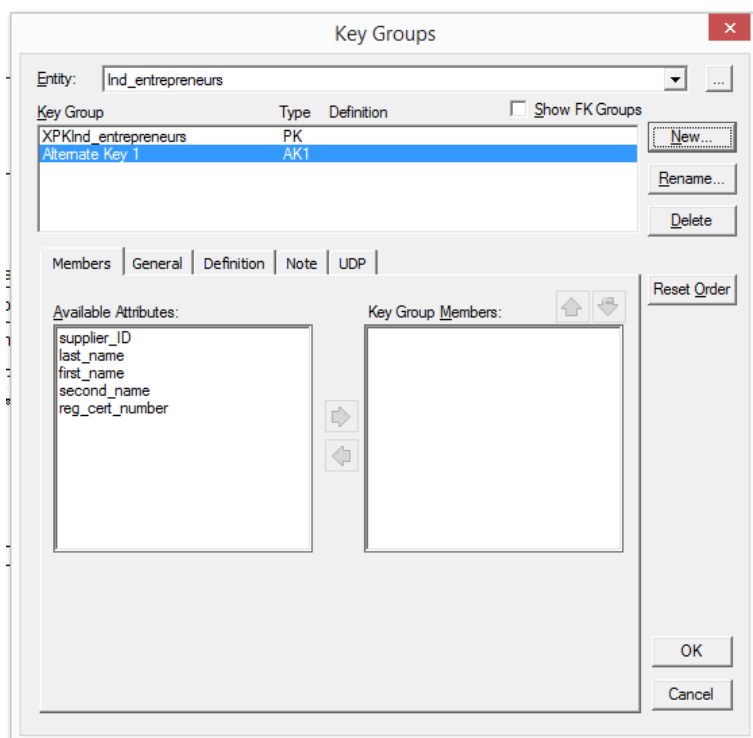 Key Groups
Entity: Ind_entrepreneurs ...
Key Group Type Definition Show FK Groups
XPKInd_entrepreneurs PK
Alternate Key 1 AK1
New...
Rename...
Delete
Members General Definition Note UDP
Reset Order
Available Attributes: Key Group Members:
supplier_ID
last_name
first_name
second_name
reg_cert_number
OK
Cancel